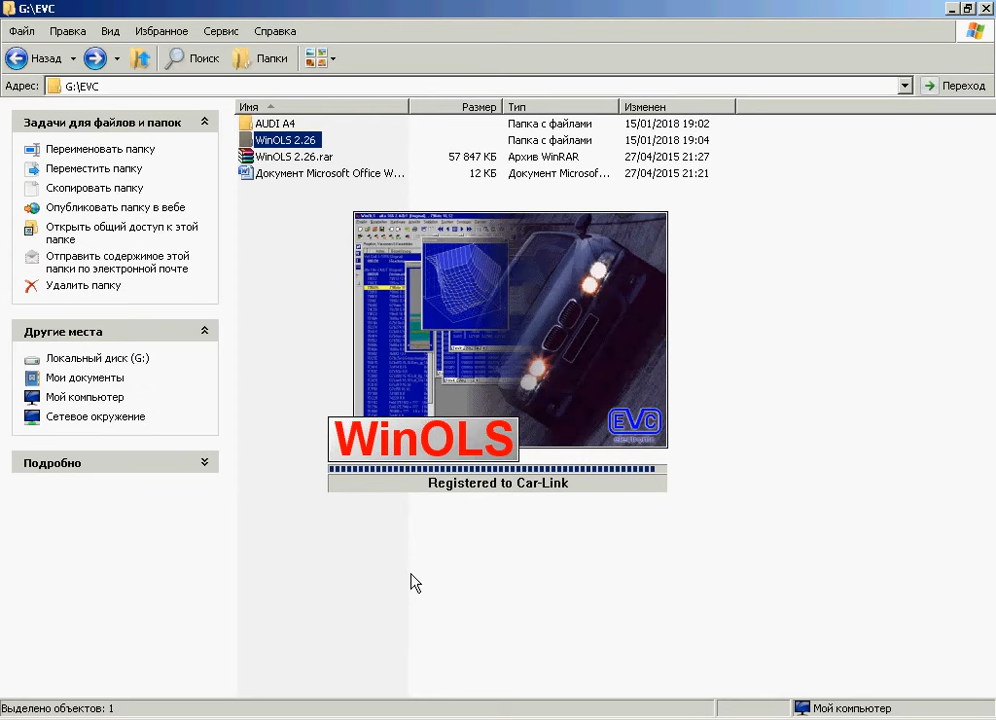 G:\EVC
Файл Правка Вид Избранное Сервис Справка
Назад Поиск Папки
Адрес: G:\EVC Переход
Задачи для файлов и папок
Переименовать папку
Переместить папку
Скопировать папку
Опубликовать папку в вебе
Открыть общий доступ к этой
папке
Отправить содержимое этой
папки по электронной почте
Удалить папку
Другие места
Локальный диск (G:)
Мои документы
Мой компьютер
Сетевое окружение
Подробно
Имя Размер Тип Изменен
AUDI A4 Папка с файлами 15/01/2018 19:02
WinOLS 2.26 Папка с файлами 15/01/2018 19:04
WinOLS 2.26.rar 57 847 КБ Архив WinRAR 27/04/2015 21:27
Документ Microsoft Office W... 12 КБ Документ Microsof... 27/04/2015 21:21
EVC
electronic
WinOLS
Registered to Car-Link
Выделено объектов: 1 Мой компьютер